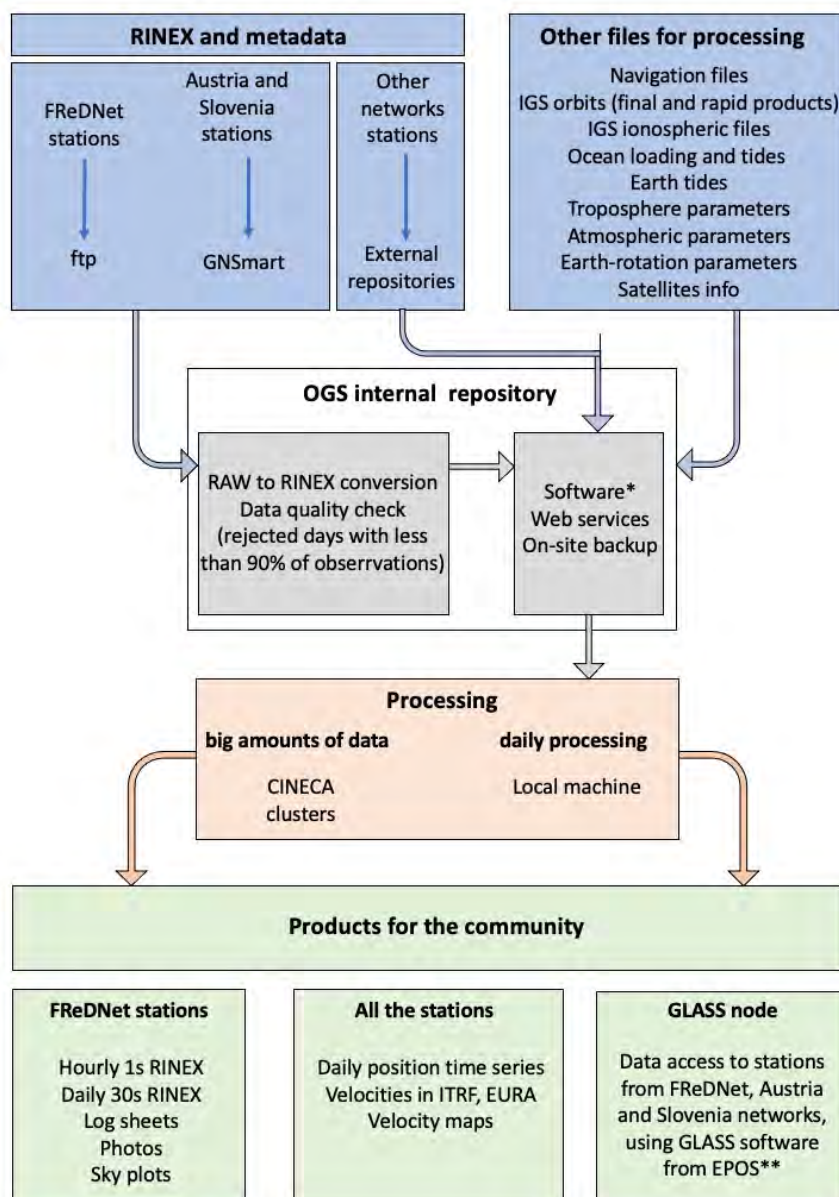 RINEX and metadata
FReDNet
stations
ftp
Austria and
Slovenia
stations
GNSmart
Other
networks
stations
External
repositories
Other files for processing
Navigation files
IGS orbits (final and rapid products)
IGS ionospheric files
Ocean loading and tides
Earth tides
Troposphere parameters
Atmospheric parameters
Earth-rotation parameters
Satellites info
OGS internal repository
RAW to RINEX conversion
Data quality check
(rejected days with less
than 90% of obserrvations)
Software*
Web services
On-site backup
Processing
big amounts of data
CINECA
clusters
daily processing
Local machine
Products for the community
FReDNet stations
Hourly 1s RINEX
Daily 30s RINEX
Log sheets
Photos
Sky plots
All the stations
Daily position time series
Velocities in ITRF, EURA
Velocity maps
GLASS node
Data access to stations
from FReDNet, Austria
and Slovenia networks,
using GLASS software
from EPOS**